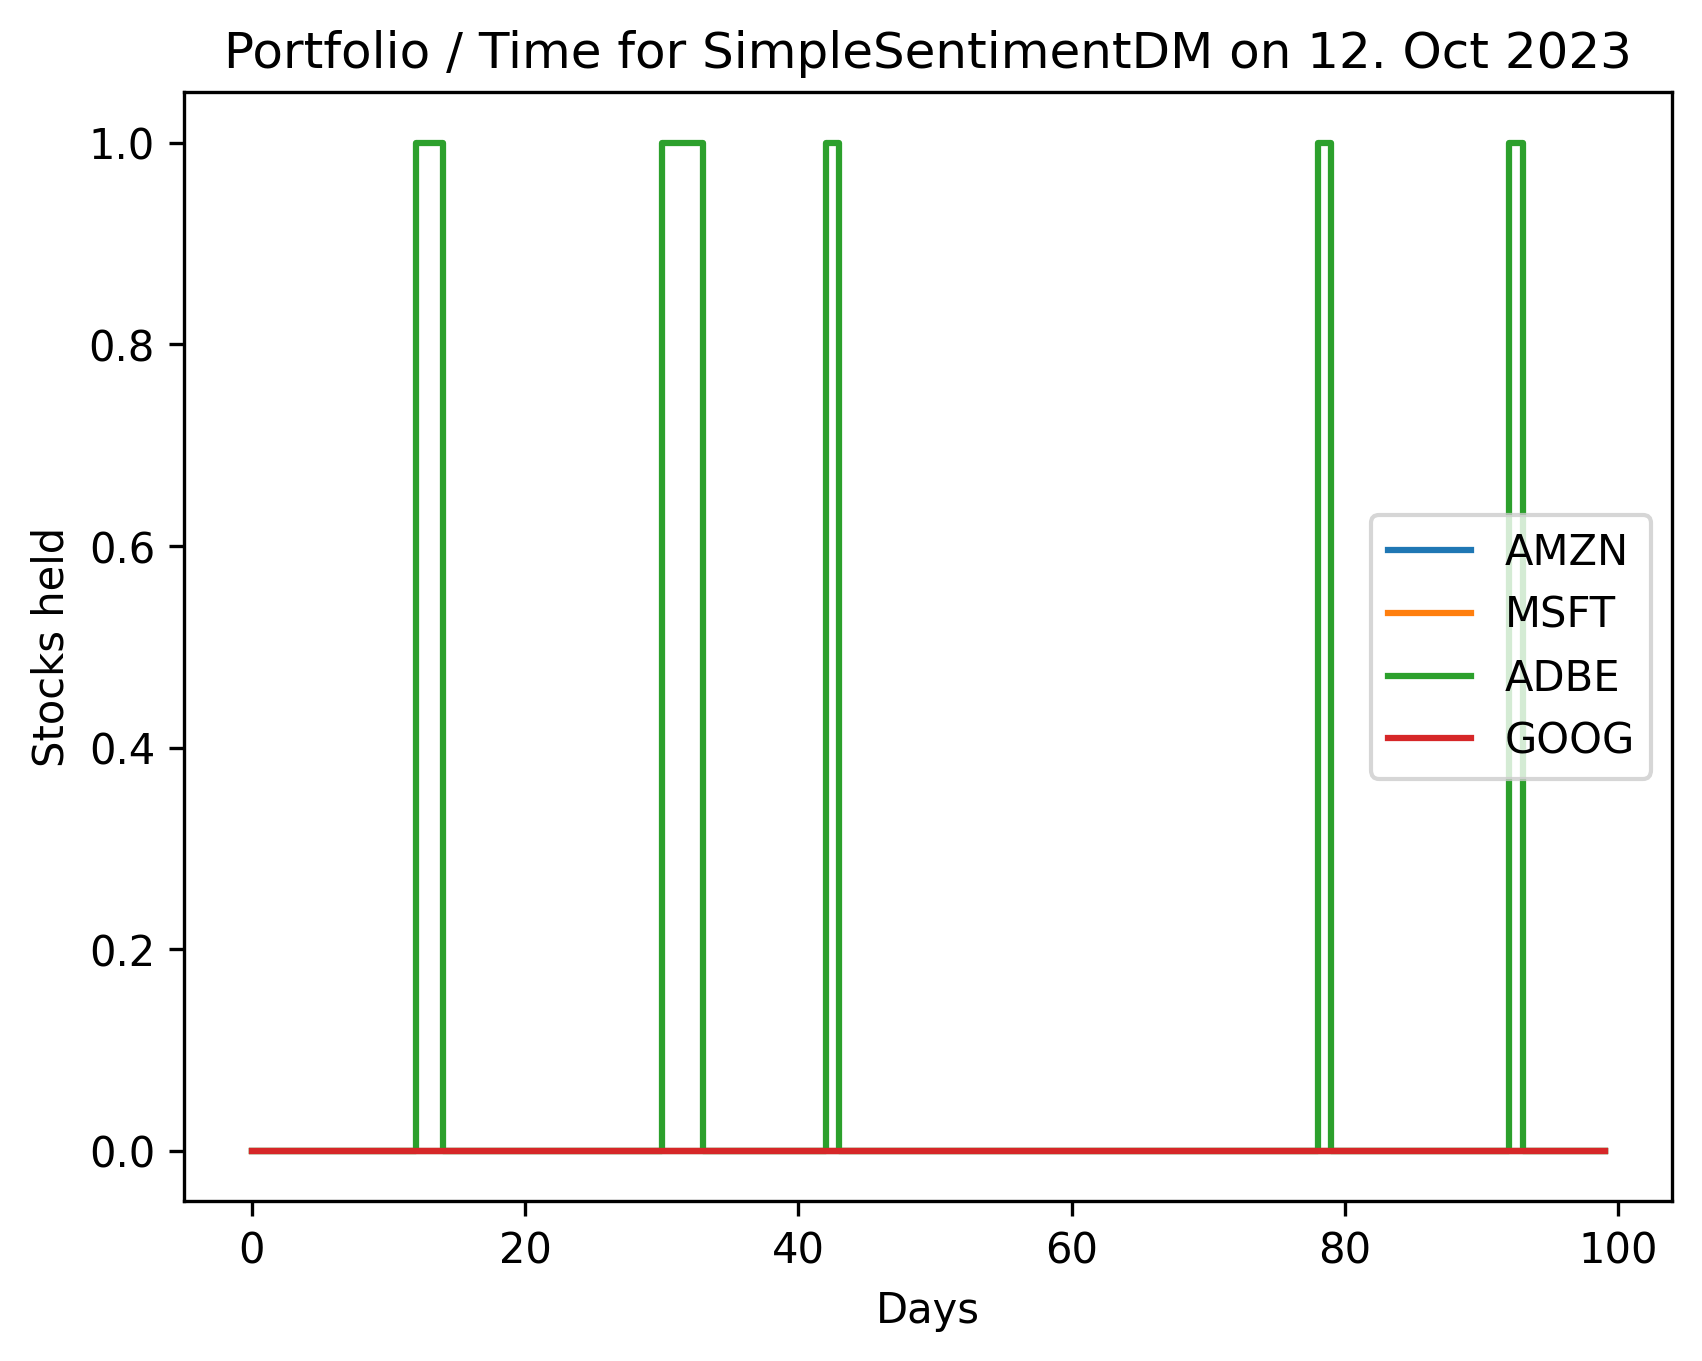 Portfolio / Time for SimpleSentimentDM on 12. Oct 2023
1.0
0.8
0.6
0.4
0.2
0.0
Stocks held
AMZN
MSFT
ADBE
GOOG
0 20 40 60 80 100
Days